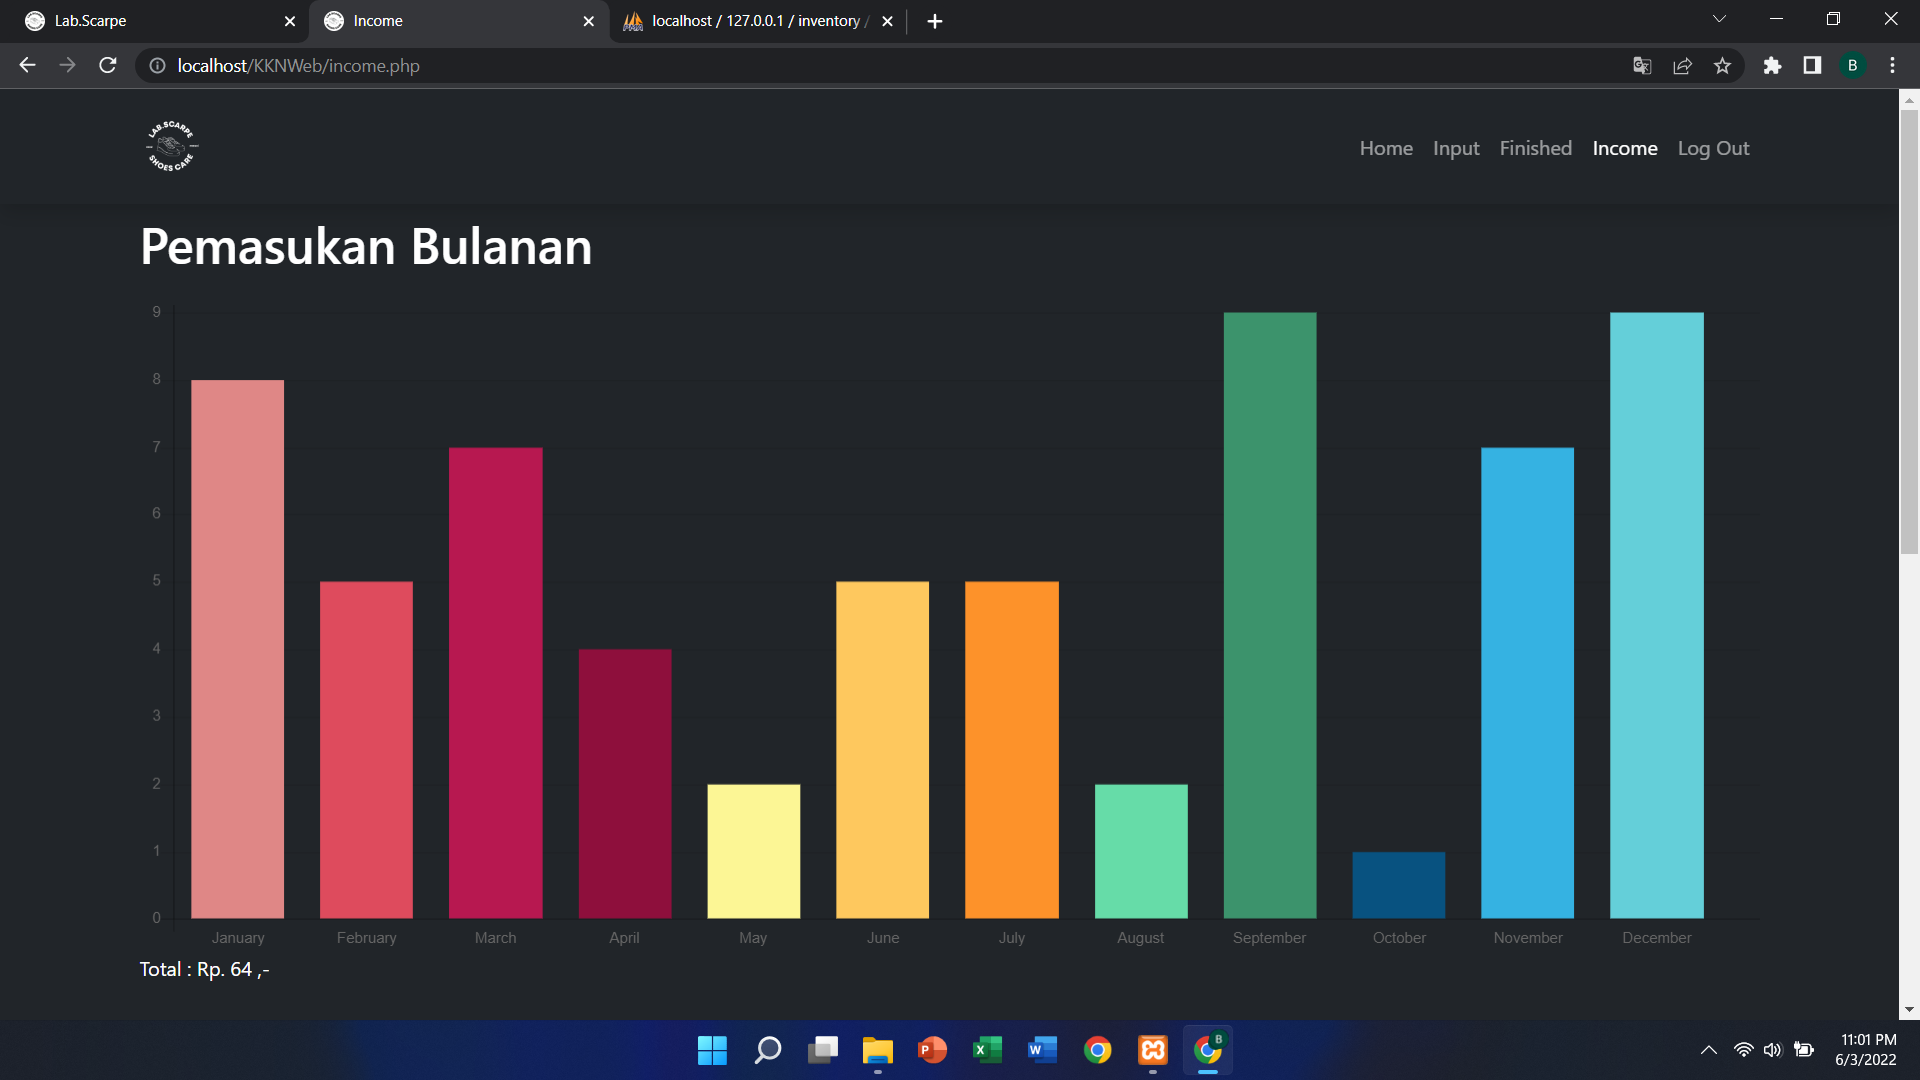 Lab.Scarpe
Income
localhost / 127.0.0.1 / inventory /
localhost/KKNWeb/income.php
B
LAB.SCARPE
SHOES CARE
Home Input Finished Income Log Out
Pemasukan Bulanan
9
8
7
6
5
4
3
2
1
0
January February March April May June July August September October November December
Total : Rp. 64 ,-
11:01 PM
6/3/2022